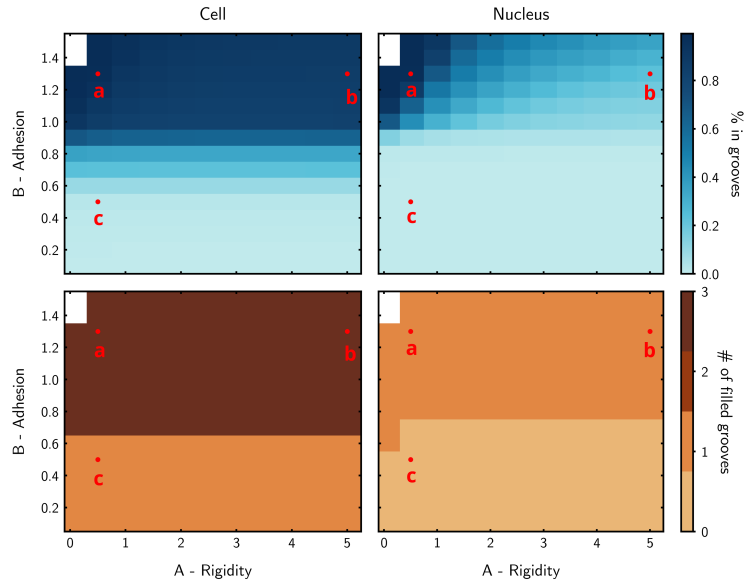 Cell
Nucleus
B - Adhesion
1.4
1.2
1.0
0.8
0.6
0.4
0.2
a
b
c
a
b
c
0.8
0.6
0.4
0.2
0.0
% in grooves
B - Adhesion
1.4
1.2
1.0
0.8
0.6
0.4
0.2
a
b
c
a
b
c
3
2
1
0
# of filled grooves
0 1 2 3 4 5
0 1 2 3 4 5
A - Rigidity
A - Rigidity